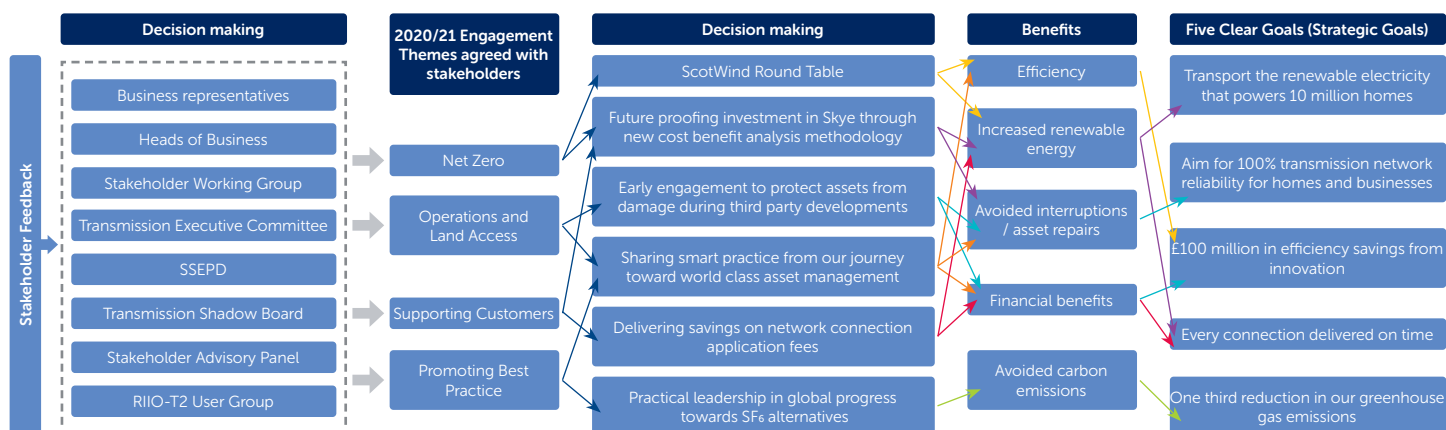 Stakeholder Feedback
Decision making
Business representatives
Heads of Business
Stakeholder Working Group
Transmission Executive Committee
SSEPD
Transmission Shadow Board
Stakeholder Advisory Panel
RIIO-T2 User Group
2020/21 Engagement
Themes agreed with
stakeholders
Net Zero
Operations and
Land Access
Supporting Customers
Promoting Best
Practice
Decision making
ScotWind Round Table
Future proofing investment in Skye through
new cost benefit analysis methodology
Early engagement to protect assets from
damage during third party developments
Sharing smart practice from our journey
toward world class asset management
Delivering savings on network connection
application fees
Practical leadership in global progress
towards SF₆ alternatives
Benefits
Efficiency
Increased renewable
energy
Avoided interruptions
/ asset repairs
Financial benefits
Avoided carbon
emissions
Five Clear Goals (Strategic Goals)
Transport the renewable electricity
that powers 10 million homes
Aim for 100% transmission network
reliability for homes and businesses
£100 million in efficiency savings from
innovation
Every connection delivered on time
One third reduction in our greenhouse
gas emissions